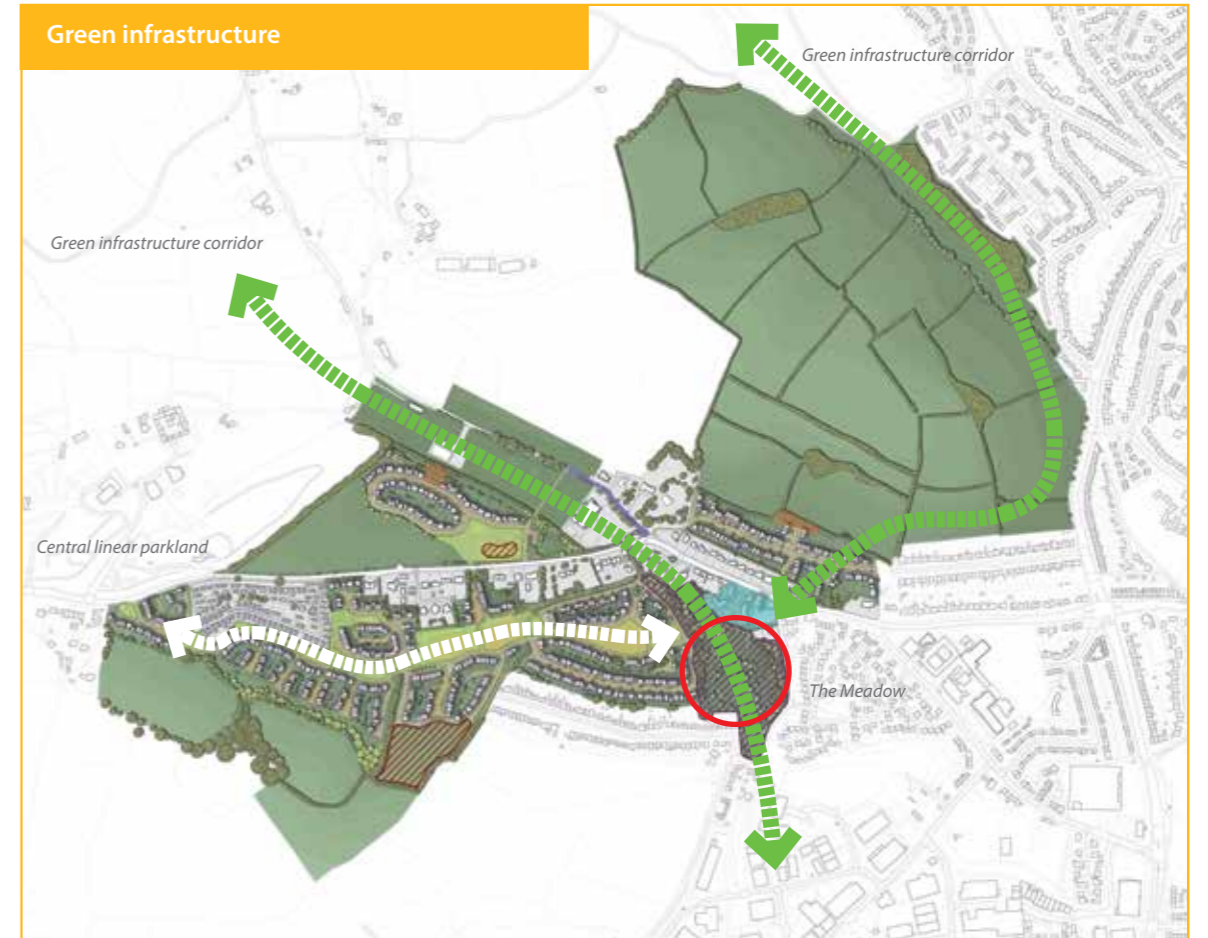 Green infrastructure
Green infrastructure corridor
Green infrastructure corridor
Central linear parkland
The Meadow